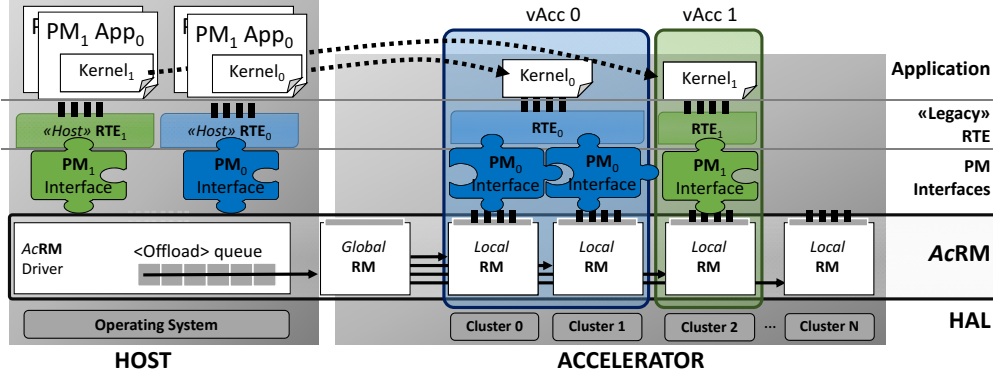 vAcc 0
vAcc 1
PM
PM
PM₁ App₀
PM₁ App₀
Kernel₁
Kernel₀
Kernel₀
Kernel₁
Application
«Host» RTE₁
«Host» RTE₀
RTE₀
RTE₁
«Legacy»
RTE
PM₁
Interface
PM₀
Interface
PM₀
Interface
PM₀
Interface
PM₁
Interface
PM
Interfaces
AcRM
Driver
<Offload> queue
Global
RM
Local
RM
Local
RM
Local
RM
Local
RM
AcRM
Operating System
Cluster 0
Cluster 1
Cluster 2
...
Cluster N
HAL
HOST
ACCELERATOR